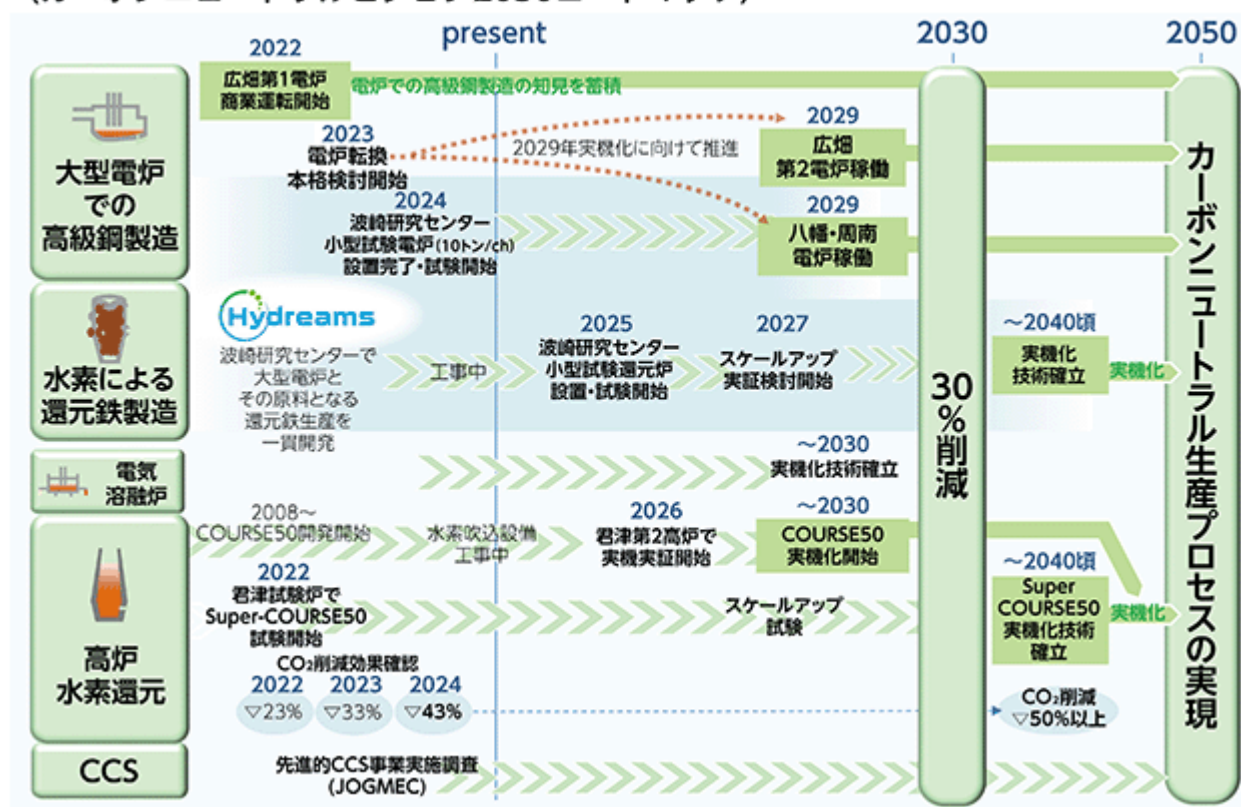 present
2030
2050
2022
広畑第1電炉
商業運転開始
電炉での高級鋼製造の知見を蓄積
2023
電炉転換
本格検討開始
2029年実機化に向けて推進
2029
広畑
第2電炉稼働
大型電炉
での
高級鋼製造
2024
波崎研究センター
小型試験電炉(10トン/ch)
設置完了・試験開始
2029
八幡・周南
電炉稼働
水素による
還元鉄製造
Hydreams
波崎研究センターで
大型電炉と
その原料となる
還元鉄生産を
一貫開発
工事中
2025
波崎研究センター
小型試験還元炉
設置・試験開始
2027
スケールアップ
実証検討開始
～2040頃
実機化
技術確立
実機化
電気
溶融炉
～2030
実機化技術確立
高炉
水素還元
2008～
COURSE50開発開始
水素吹込設備
工事中
2026
君津第2高炉で
実機実証開始
～2030
COURSE50
実機化開始
2022
君津試験炉で
Super-COURSE50
試験開始
スケールアップ
試験
～2040頃
Super
COURSE50
実機化技術
確立
実機化
CO₂削減効果確認
2022
▽23%
2023
▽33%
2024
▽43%
CO₂削減
▽50%以上
CCS
先進的CCS事業実施調査
(JOGMEC)
30%削減
カーボンニュートラル生産プロセスの実現